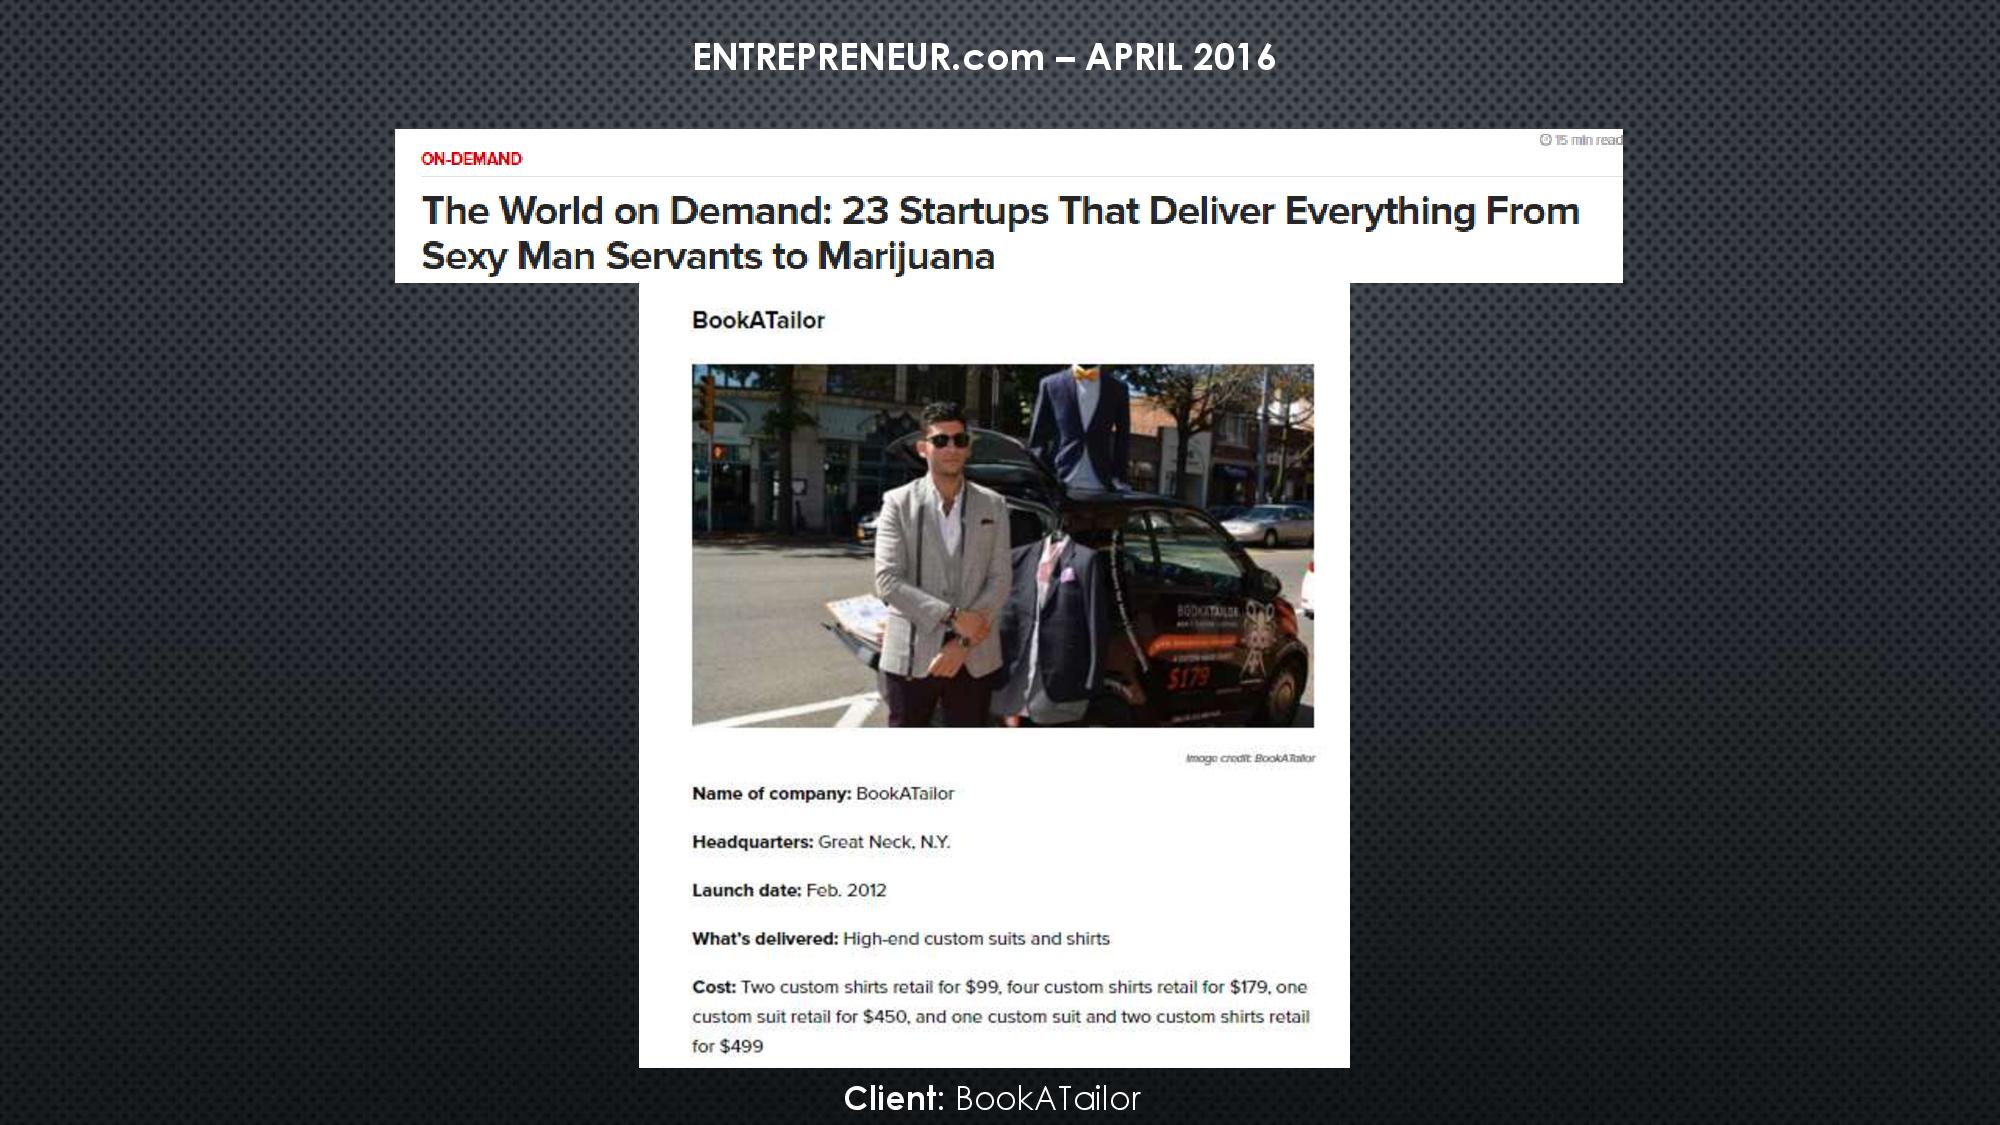 ENTREPRENEUR.com – APRIL 2016
15 min read
ON-DEMAND
The World on Demand: 23 Startups That Deliver Everything From
Sexy Man Servants to Marijuana
BookATailor
BOOKATAILOR
$179
Image credit: BookATailor
Name of company: BookATailor
Headquarters: Great Neck, N.Y.
Launch date: Feb. 2012
What's delivered: High-end custom suits and shirts
Cost: Two custom shirts retail for $99, four custom shirts retail for $179, one
custom suit retail for $450, and one custom suit and two custom shirts retail
for $499
Client: BookATailor